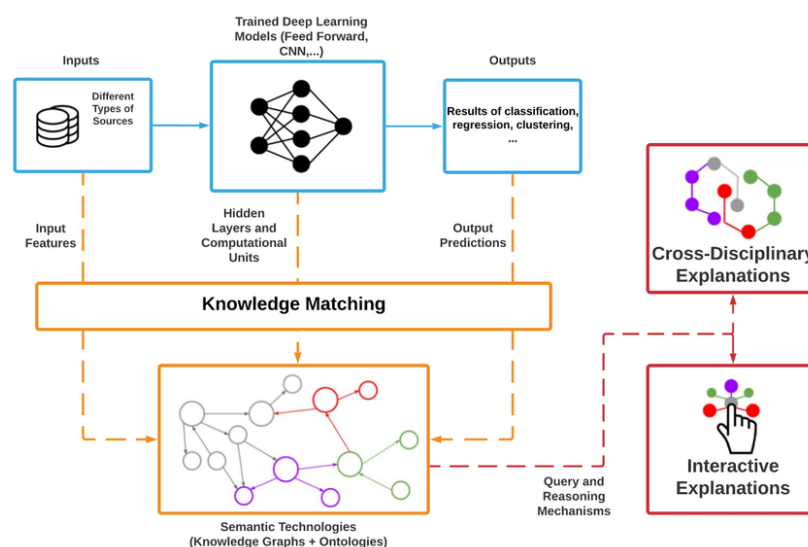 Trained Deep Learning
Models (Feed Forward,
CNN,...)
Inputs
Outputs
Different
Types of
Sources
Results of classification,
regression, clustering,
...
Input
Features
Hidden
Layers and
Computational
Units
Output
Predictions
Knowledge Matching
Cross-Disciplinary
Explanations
Interactive
Explanations
Query and
Reasoning
Mechanisms
Semantic Technologies
(Knowledge Graphs + Ontologies)